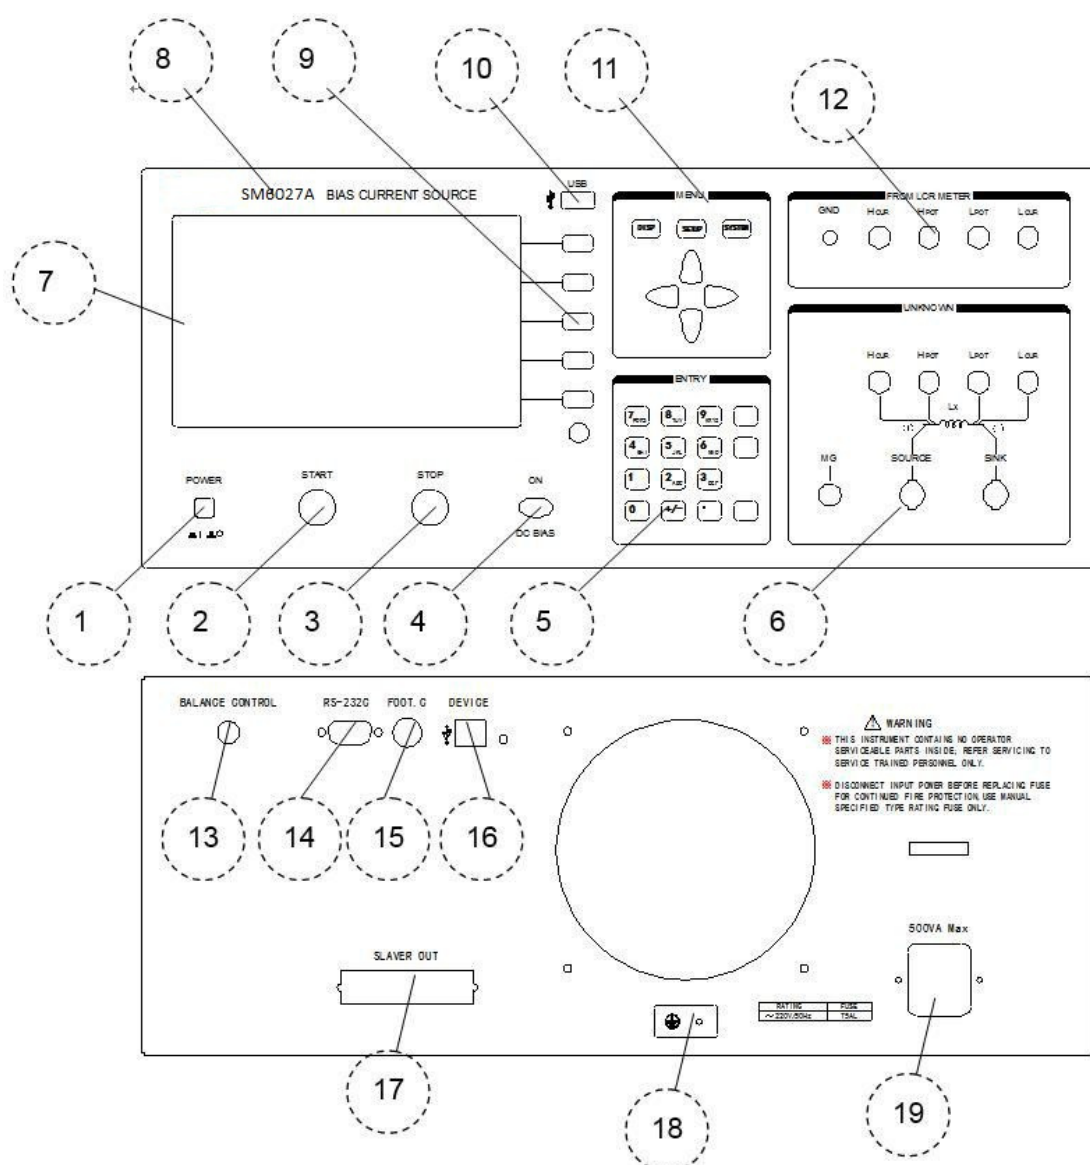 8
9
10
11
12
SM6027A BIAS CURRENT SOURCE
USB
MENU
DISP SETUP SYSTEM
FROM LCR METER
GND HCUR HPOT LPOT LCUR
7
UNKNOWN
HCUR HPOT LPOT LCUR
Lx
ENTRY
7 8 TUV 9
4 5 JKL 6
1 2 ABC 3 DEF
0 +/- .
MG SOURCE SINK
POWER
START
STOP
ON
DC BIAS
1
2
3
4
5
6
BALANCE CONTROL RS-232C FOOT.C DEVICE
WARNING
※ THIS INSTRUMENT CONTAINS NO OPERATOR
SERVICEABLE PARTS INSIDE; REFER SERVICING TO
SERVICE TRAINED PERSONNEL ONLY.
※ DISCONNECT INPUT POWER BEFORE REPLACING FUSE
FOR CONTINUED FIRE PROTECTION, USE MANUAL
SPECIFIED TYPE RATING FUSE ONLY.
13
14
15
16
500VA Max
SLAVER OUT
RATING FUSE
～220V/50Hz T5AL
17
18
19